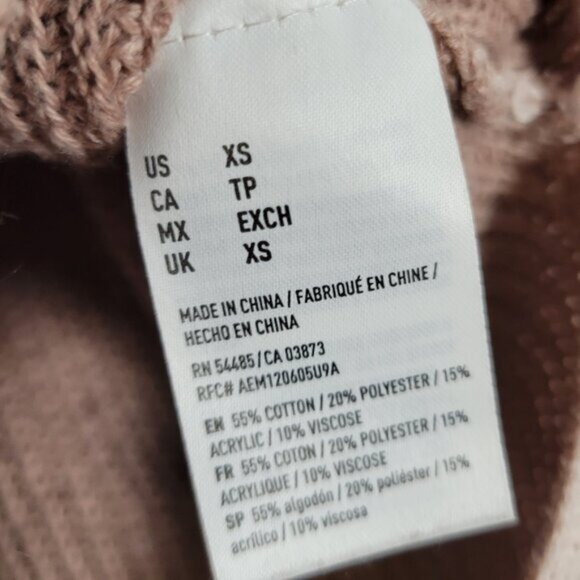 US XS
CA TP
MX EXCH
UK XS
MADE IN CHINA / FABRIQUÉ EN CHINE /
HECHO EN CHINA
RN 54485 / CA 03873
RFC# AEM120605U9A
EN 55% COTTON / 20% POLYESTER / 15%
ACRYLIC / 10% VISCOSE
FR 55% COTON / 20% POLYESTER / 15%
ACRYLIQUE / 10% VISCOSE
SP 55% algodón / 20% poliéster / 15%
acrílico / 10% viscosa